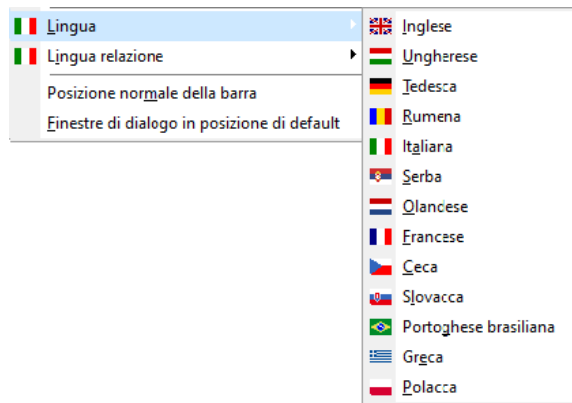 Lingua
Lingua relazione
Posizione normale della barra
Finestre di dialogo in posizione di default
Inglese
Ungherese
Tedesca
Rumena
Italiana
Serba
Olandese
Francese
Ceca
Slovacca
Portoghese brasiliana
Greca
Polacca